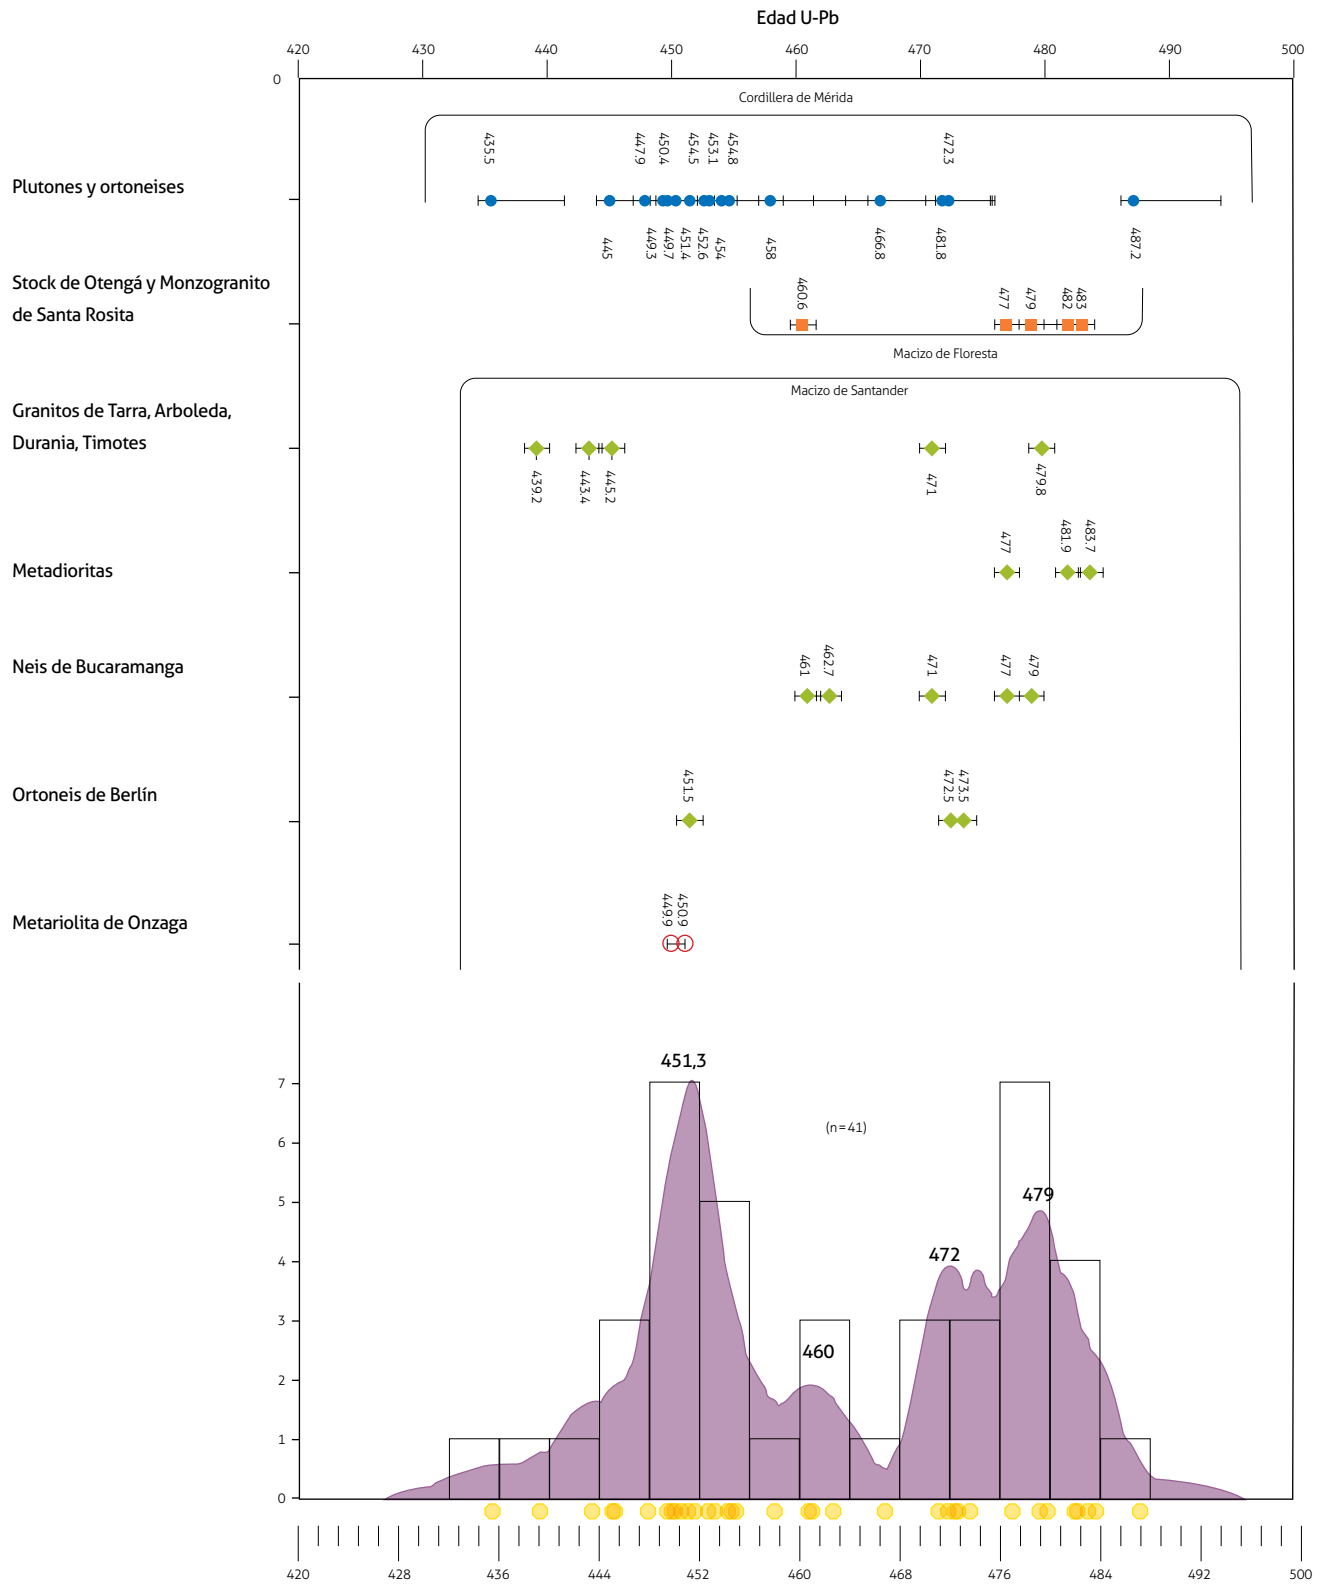 Edad U-Pb
420 430 440 450 460 470 480 490 500
0
Cordillera de Mérida
435.5 447.9 450.4 454.5 453.1 454.8 472.3
Plutones y ortoneises
445 449.3 449.7 451.4 452.6 454 458 466.8 481.8 487.2
Stock de Otengá y Monzogranito
de Santa Rosita
460.6 477 479 482 483
Macizo de Floresta
Macizo de Santander
Granitos de Tarra, Arboleda,
Durania, Timotes
439.2 443.4 445.2 471 479.8
477 481.9 483.7
Metadioritas
Neis de Bucaramanga
461 462.7 471 477 479
Ortoneis de Berlín
451.5 472.5 473.5
Metariolita de Onzaga
449.9 450.9
451,3
7
(n=41)
6
5
479
4
472
3
460
2
1
0
420 428 436 444 452 460 468 476 484 492 500